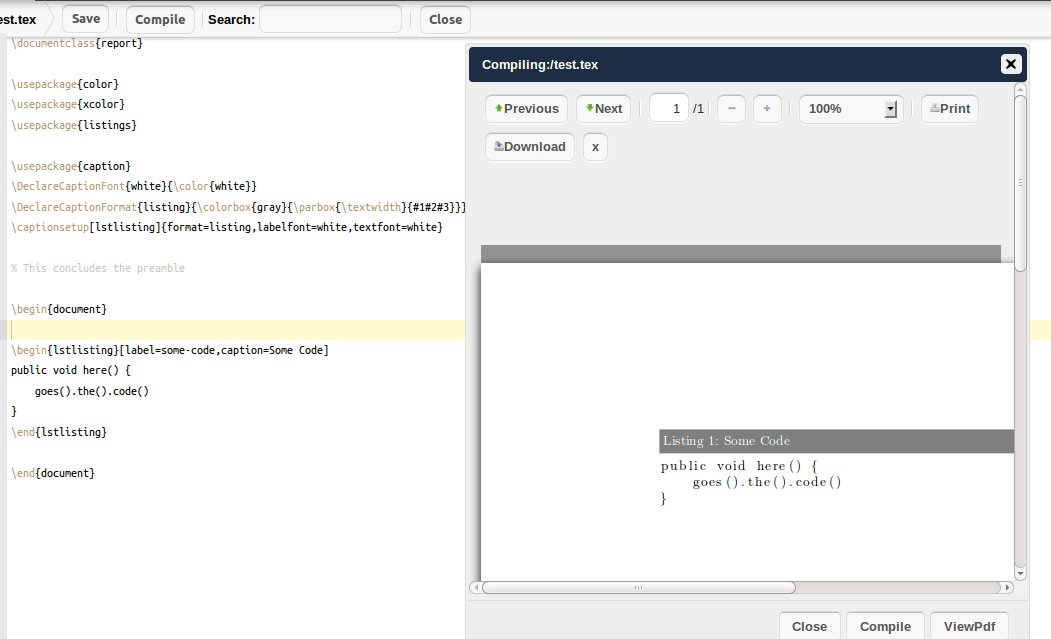 est.tex Save Compile Search: Close
\documentclass{report}
\usepackage{color}
\usepackage{xcolor}
\usepackage{listings}
\usepackage{caption}
\DeclareCaptionFont{white}{\color{white}}
\DeclareCaptionFormat{listing}{\colorbox{gray}{\parbox{\textwidth}{#1#2#3}}}
\captionsetup[lstlisting]{format=listing,labelfont=white,textfont=white}
% This concludes the preamble
\begin{document}
\begin{lstlisting}[label=some-code,caption=Some Code]
public void here() {
    goes().the().code()
}
\end{lstlisting}
\end{document}
Compiling:/test.tex X
Previous Next 1 /1 − + 100% Print
Download x
Listing 1: Some Code
public void here() {
    goes().the().code()
}
Close Compile ViewPdf